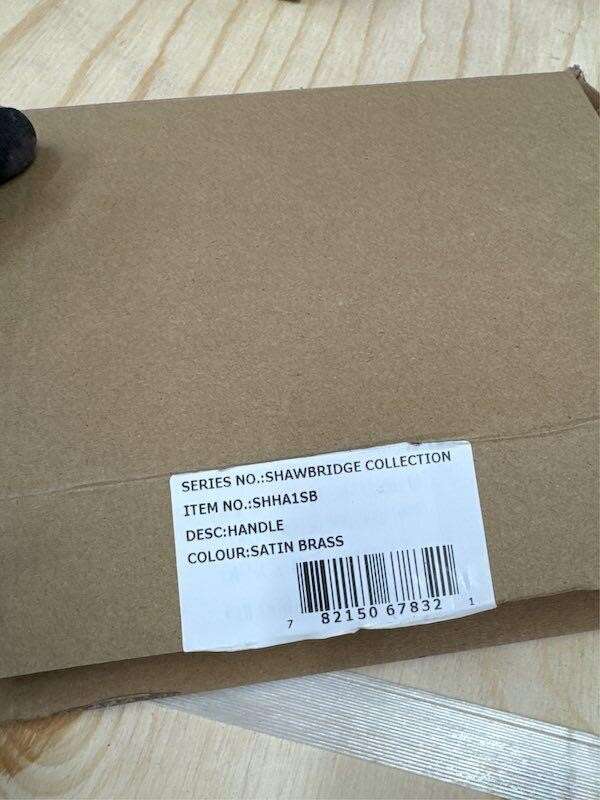 SERIES NO.:SHAWBRIDGE COLLECTION
ITEM NO.:SHHA1SB
DESC:HANDLE
COLOUR:SATIN BRASS
7 82150 67832 1